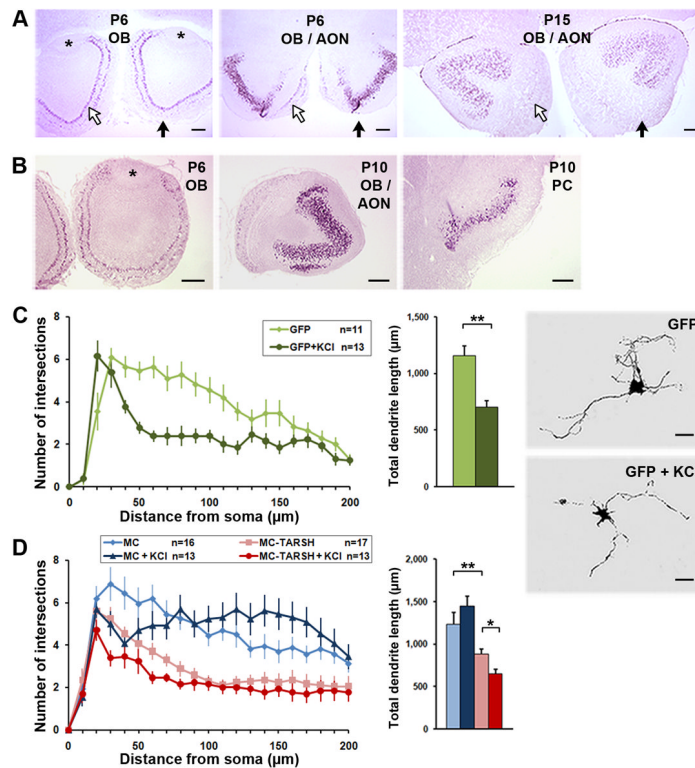 A
P6
OB
*
*
P6
OB / AON
P15
OB / AON
B
P6
OB
*
P10
OB /
AON
P10
PC
C
Number of intersections
8
6
4
2
0
GFP n=11
GFP+KCl n=13
0
50
100
150
200
Distance from soma (µm)
Total dendrite length (µm)
1,500
1,000
500
0
**
GFP
GFP + KC
D
Number of intersections
8
6
4
2
0
MC n=16
MC-TARSH n=17
MC + KCl n=13
MC-TARSH + KCl n=13
0
50
100
150
200
Distance from soma (µm)
Total dendrite length (µm)
2,000
1,500
1,000
500
0
**
*